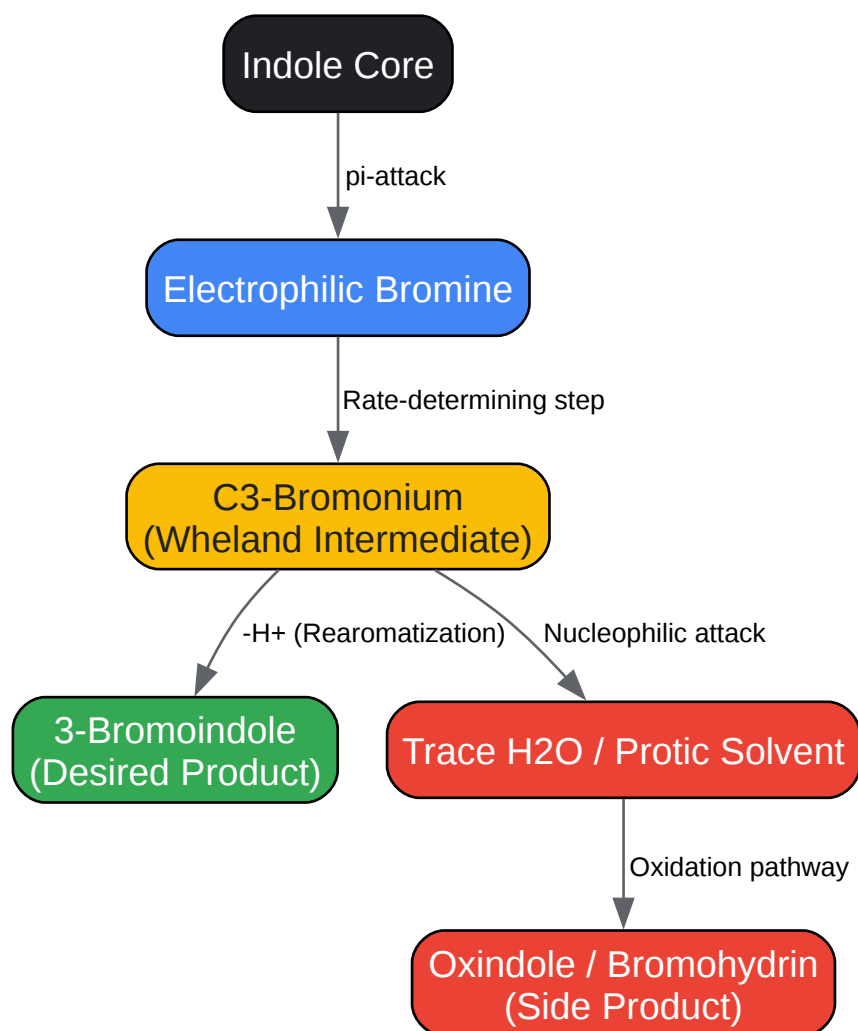 Indole Core
pi-attack
Electrophilic Bromine
Rate-determining step
C3-Bromonium
(Wheland Intermediate)
-H+ (Rearomatization)
Nucleophilic attack
3-Bromoindole
(Desired Product)
Trace H2O / Protic Solvent
Oxidation pathway
Oxindole / Bromohydrin
(Side Product)